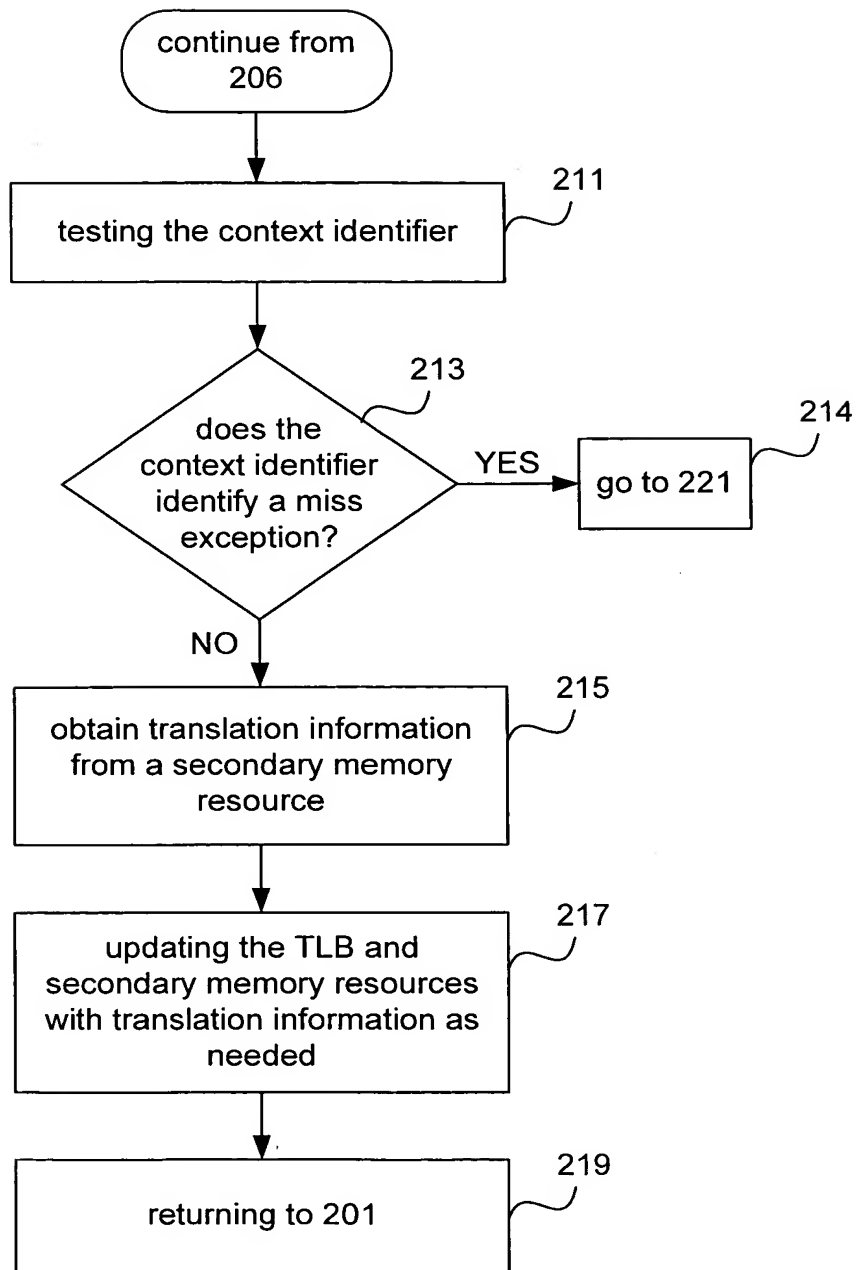 continue from
206
211
testing the context identifier
213
does the
context identifier
identify a miss
exception?
YES
214
go to 221
NO
215
obtain translation information
from a secondary memory
resource
217
updating the TLB and
secondary memory resources
with translation information as
needed
219
returning to 201